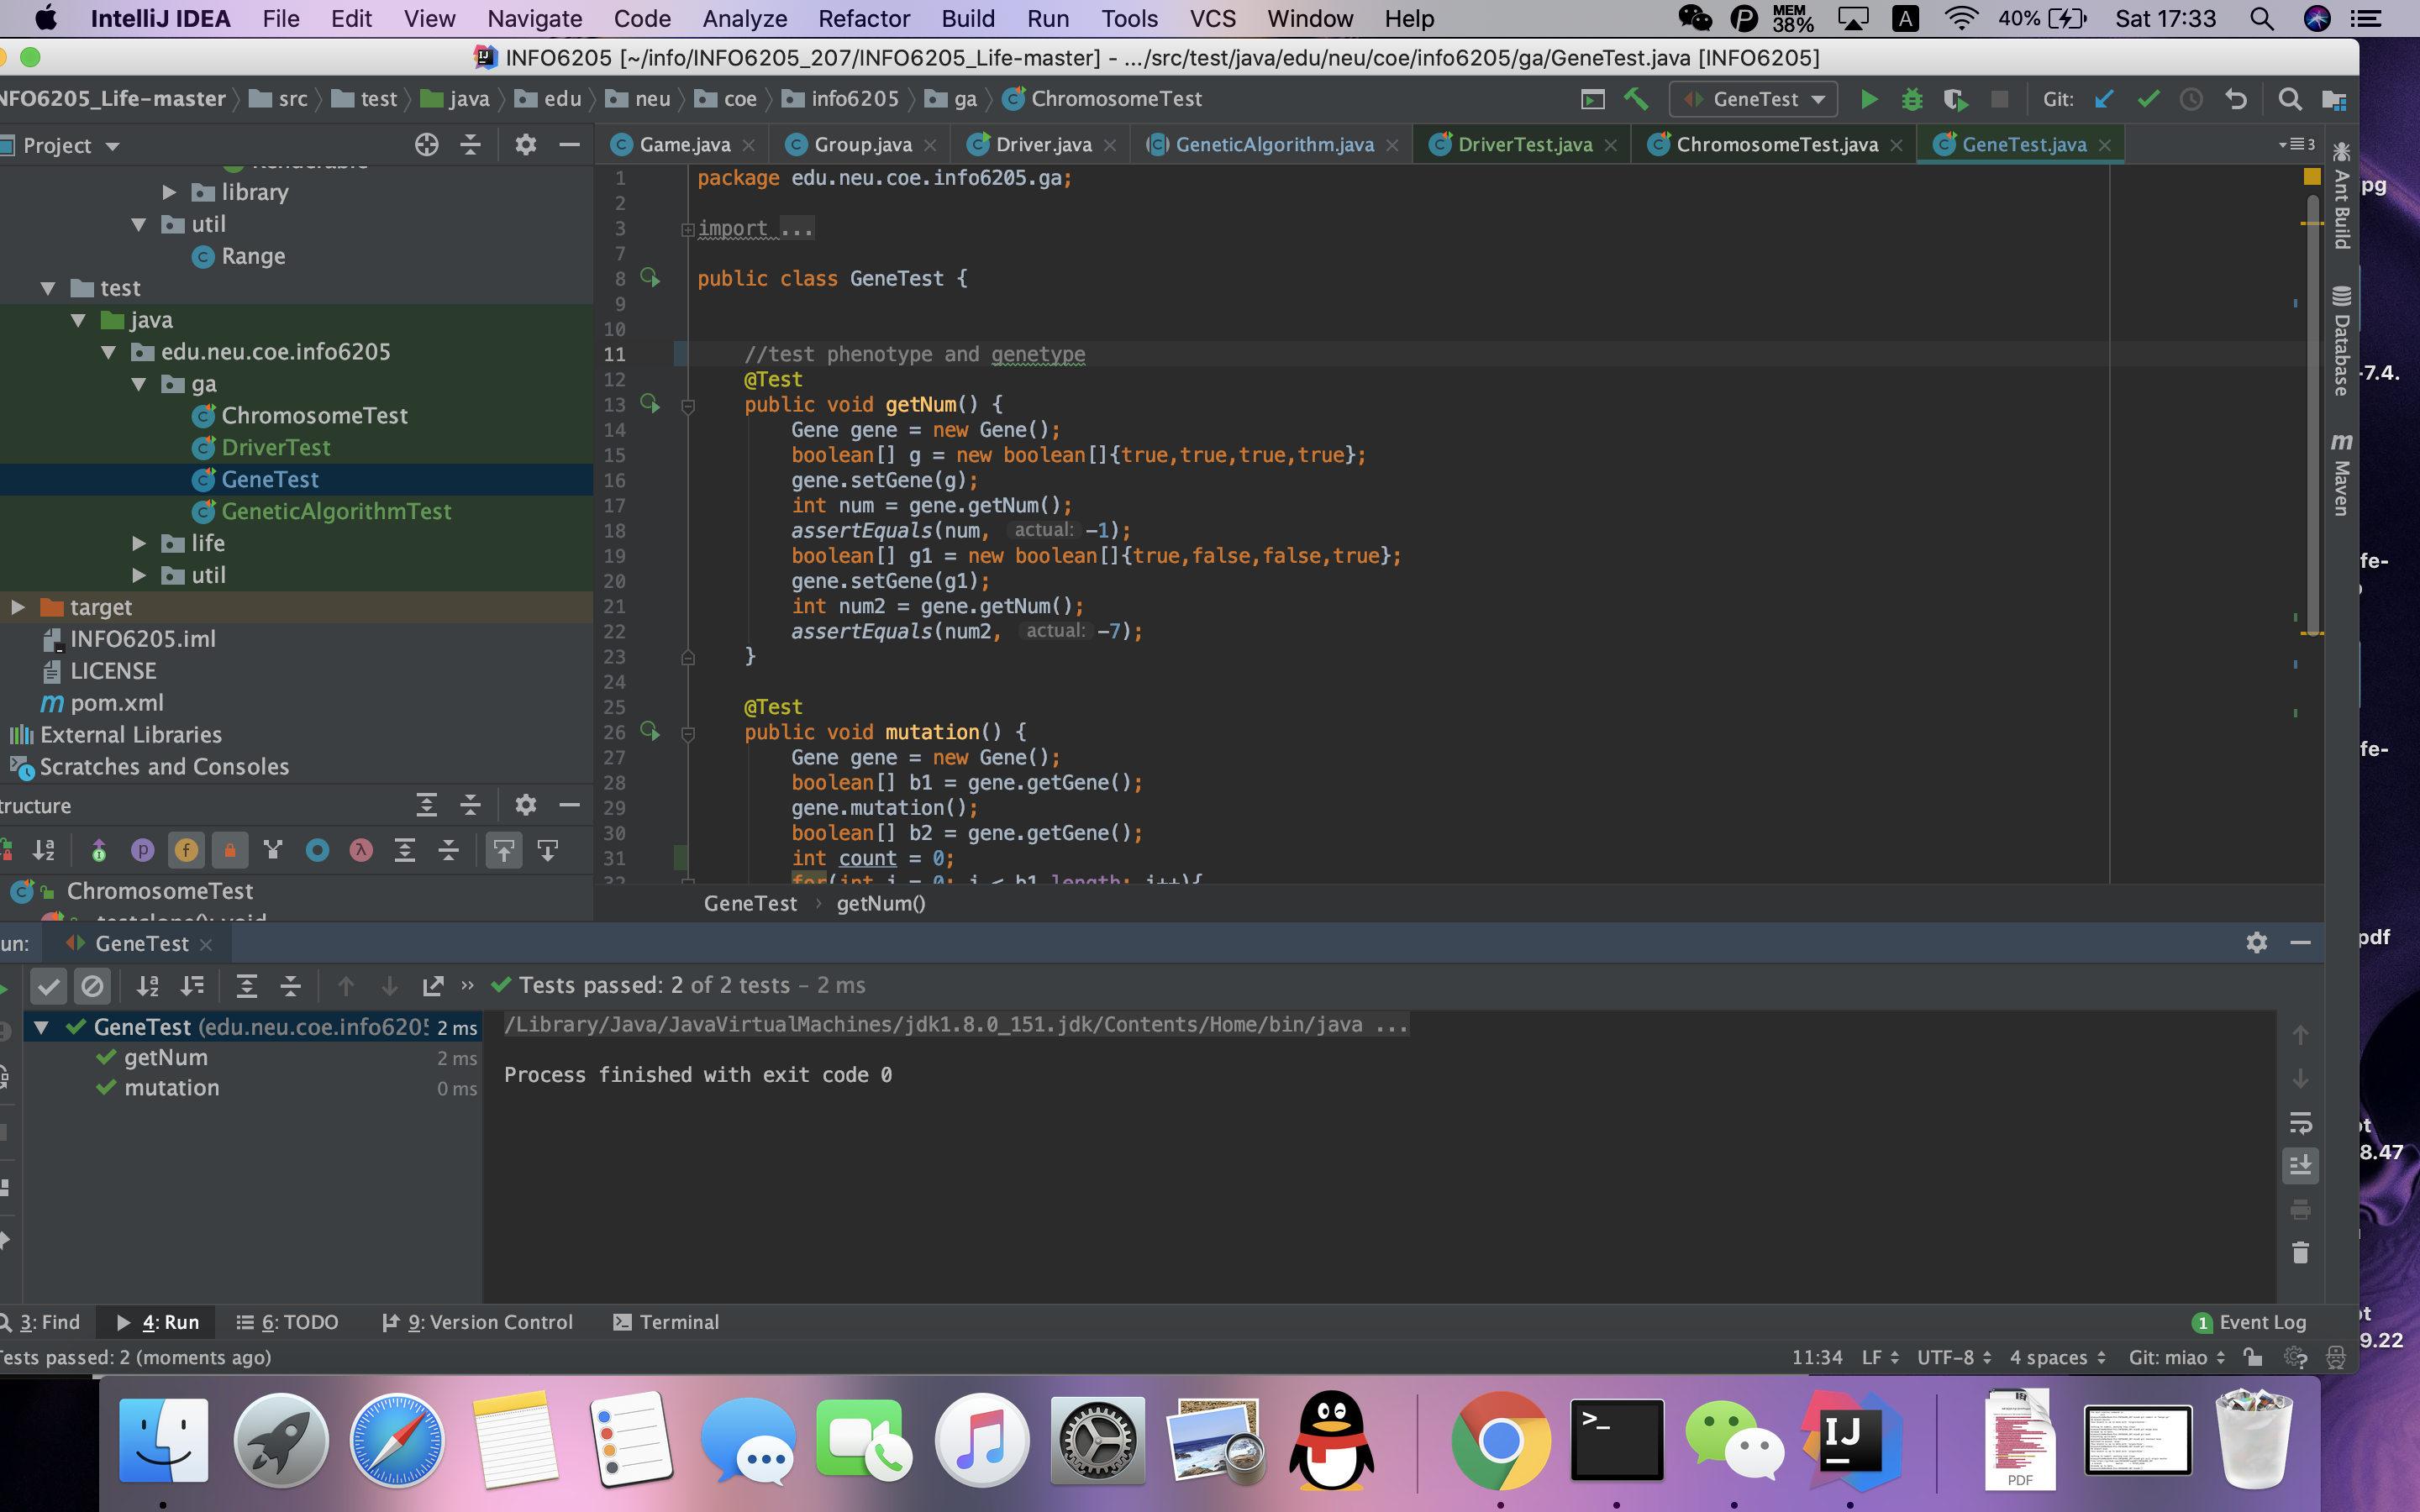 IntelliJ IDEA File Edit View Navigate Code Analyze Refactor Build Run Tools VCS Window Help MEM 38% A 40% Sat 17:33
INFO6205 [~/info/INFO6205_207/INFO6205_Life-master] - .../src/test/java/edu/neu/coe/info6205/ga/GeneTest.java [INFO6205]
NFO6205_Life-master src test java edu neu coe info6205 ga ChromosomeTest GeneTest Git:
Project
Game.java Group.java Driver.java GeneticAlgorithm.java DriverTest.java ChromosomeTest.java GeneTest.java 3
library
util
Range
test
java
edu.neu.coe.info6205
ga
ChromosomeTest
DriverTest
GeneTest
GeneticAlgorithmTest
life
util
target
INFO6205.iml
LICENSE
pom.xml
External Libraries
Scratches and Consoles
tructure
ChromosomeTest
1 package edu.neu.coe.info6205.ga;
2
3 import ...
7
8 public class GeneTest {
9
10
11 //test phenotype and genetype
12 @Test
13 public void getNum() {
14 Gene gene = new Gene();
15 boolean[] g = new boolean[]{true,true,true,true};
16 gene.setGene(g);
17 int num = gene.getNum();
18 assertEquals(num, actual: -1);
19 boolean[] g1 = new boolean[]{true,false,false,true};
20 gene.setGene(g1);
21 int num2 = gene.getNum();
22 assertEquals(num2, actual: -7);
23 }
24
25 @Test
26 public void mutation() {
27 Gene gene = new Gene();
28 boolean[] b1 = gene.getGene();
29 gene.mutation();
30 boolean[] b2 = gene.getGene();
31 int count = 0;
32 for(int i = 0; i < b1.length; i++){
GeneTest › getNum()
Ant Build
Database
Maven
un: GeneTest
Tests passed: 2 of 2 tests – 2 ms
GeneTest (edu.neu.coe.info620 2 ms
getNum 2 ms
mutation 0 ms
/Library/Java/JavaVirtualMachines/jdk1.8.0_151.jdk/Contents/Home/bin/java ...
Process finished with exit code 0
3: Find 4: Run 6: TODO 9: Version Control Terminal 1 Event Log
Tests passed: 2 (moments ago) 11:34 LF UTF-8 4 spaces Git: miao
pg
-7.4.
fe-
fe-
pdf
ot
8.47
ot
9.22
IJ
PDF